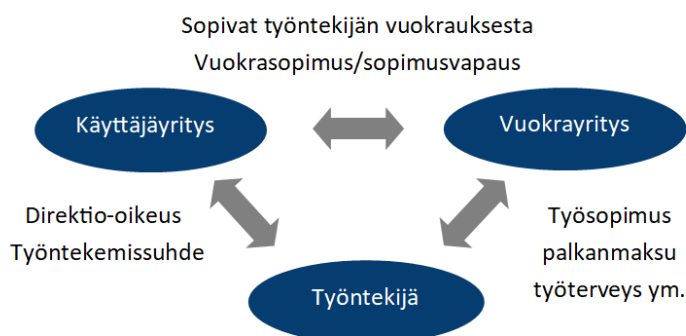 Sopivat työntekijän vuokrauksesta
Vuokrasopimus/sopimusvapaus
Käyttäjäyritys
Vuokrayritys
Direktio-oikeus
Työntekemissuhde
Työsopimus
palkanmaksu
työterveys ym.
Työntekijä